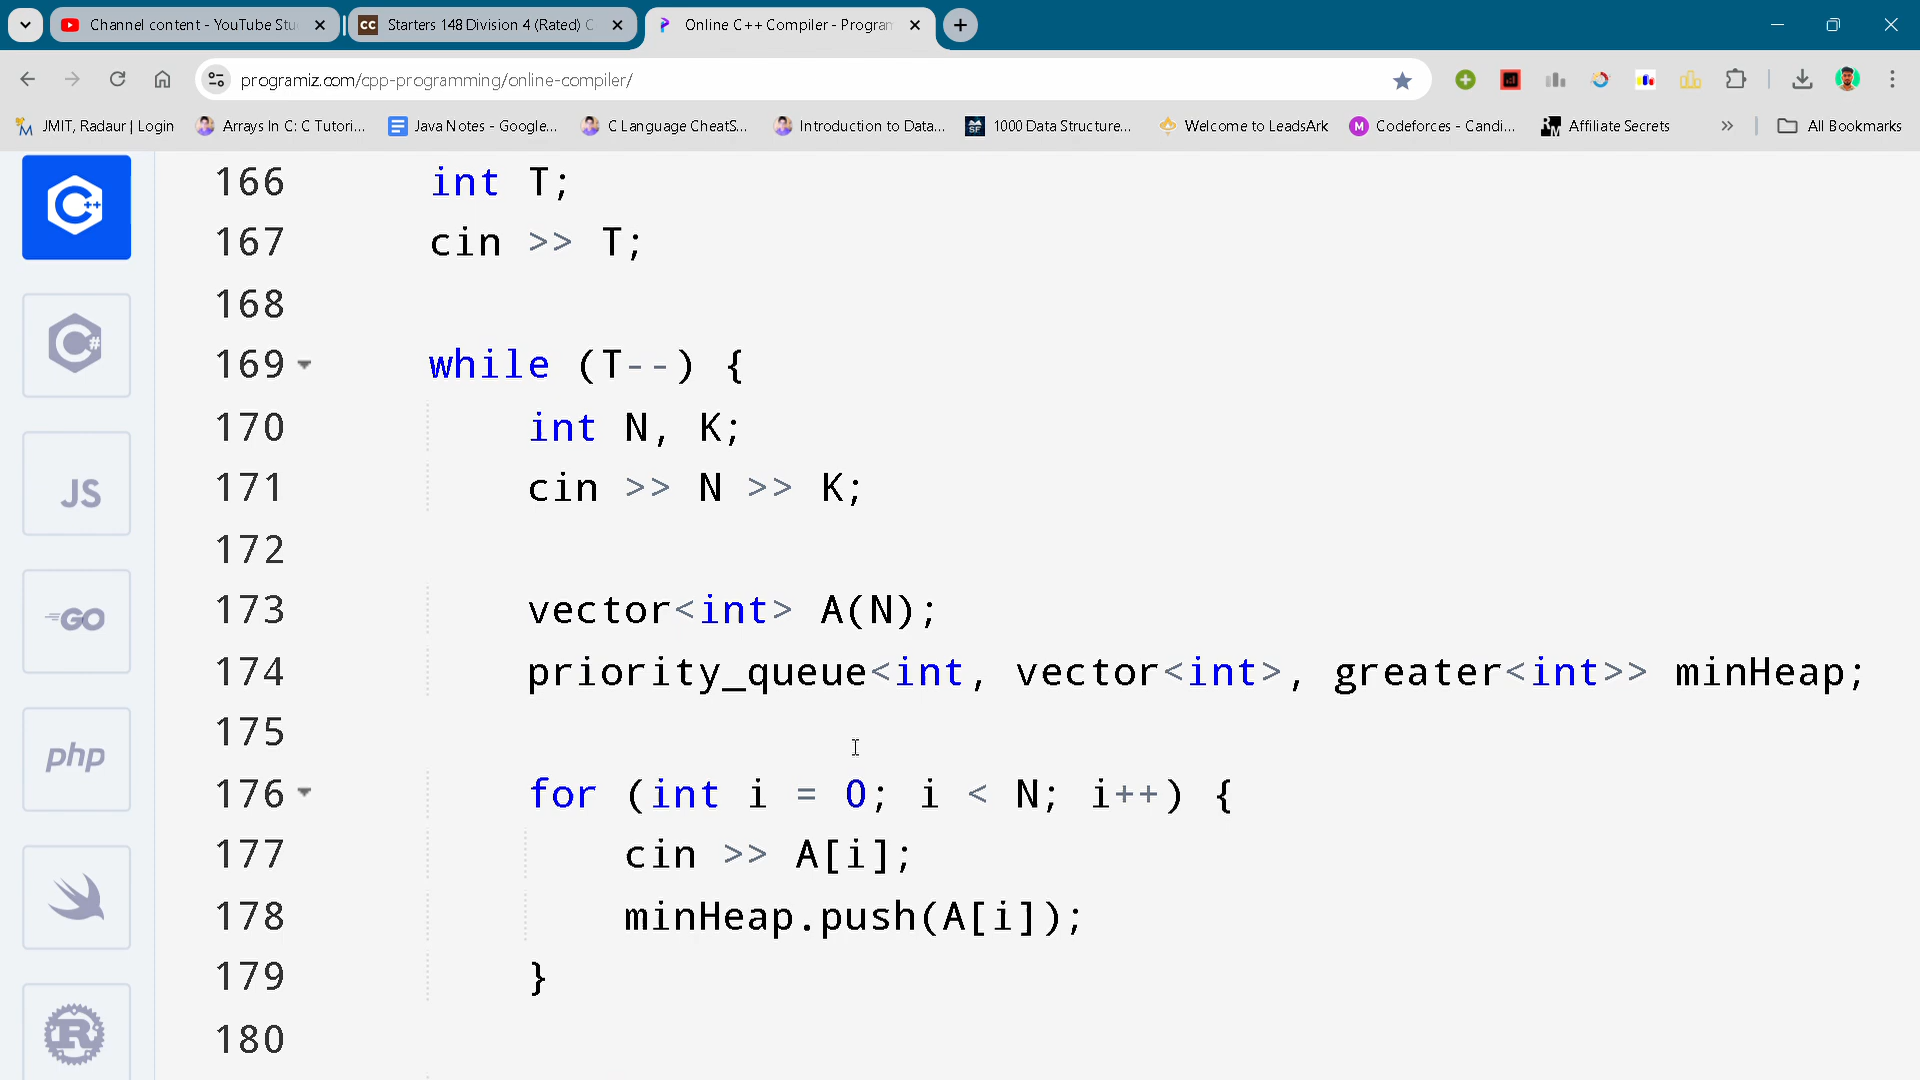 Channel content - YouTube Stu
CC Starters 148 Division 4 (Rated) C
Online C++ Compiler - Program
programiz.com/cpp-programming/online-compiler/
JMIT, Radaur | Login
Arrays In C: C Tutori...
Java Notes - Google...
C Language CheatS...
Introduction to Data...
1000 Data Structure...
Welcome to LeadsArk
Codeforces - Candi...
Affiliate Secrets
All Bookmarks
C++
C#
JS
GO
php
R
166 int T;
167 cin >> T;
168
169 while (T--) {
170 int N, K;
171 cin >> N >> K;
172
173 vector<int> A(N);
174 priority_queue<int, vector<int>, greater<int>> minHeap;
175
176 for (int i = 0; i < N; i++) {
177 cin >> A[i];
178 minHeap.push(A[i]);
179 }
180